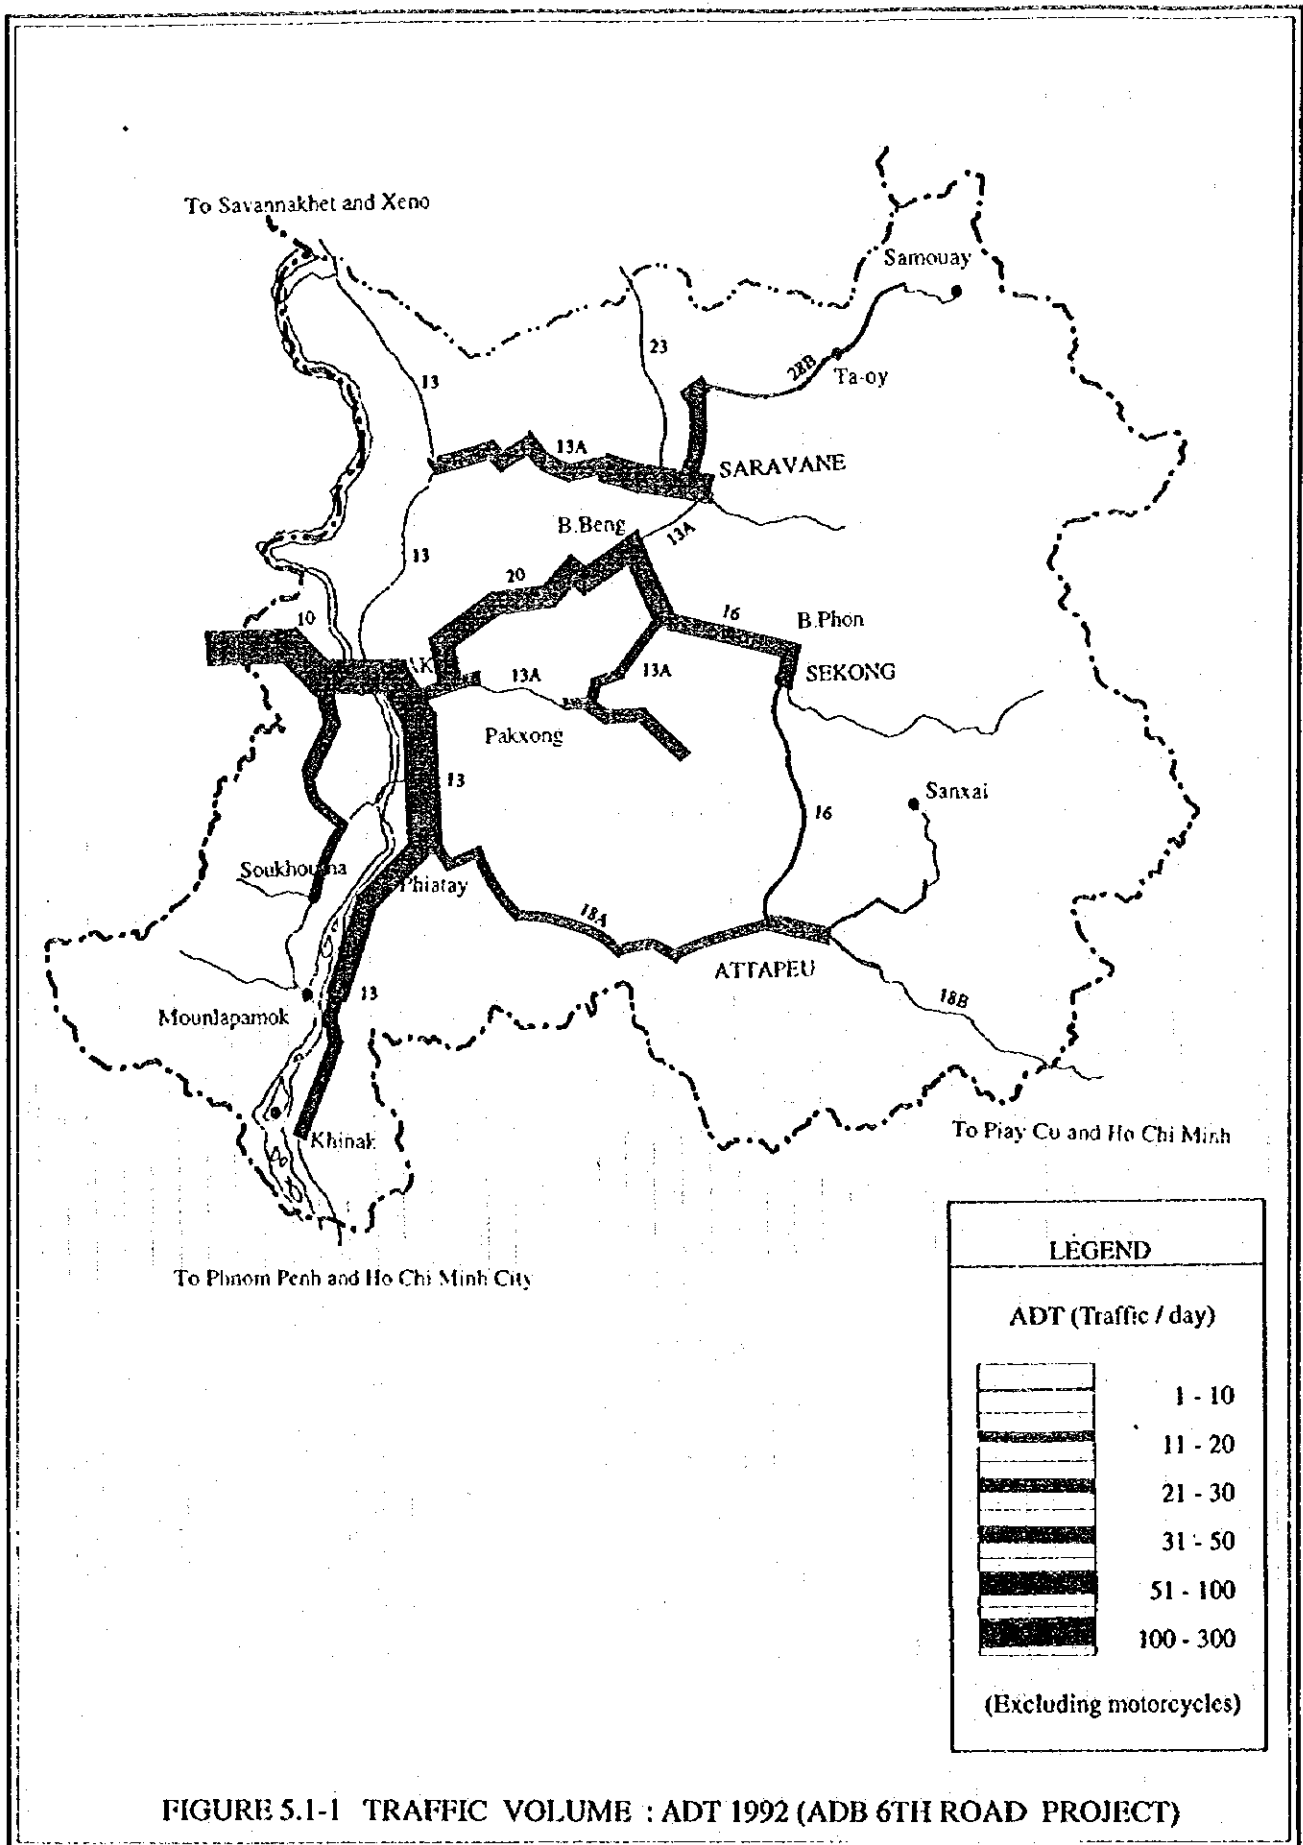 To Savannakhet and Xeno
Samouay
23
28B
Ta-oy
13
13A
SARAVANE
B.Beng
13A
13
20
10
16
B.Phon
AK
13A
13A
SEKONG
Pakxong
13
Sanxai
16
Soukhouma
Phiatay
18A
ATTAPEU
13
18B
Mounlapamok
Khinak
To Play Cu and Ho Chi Minh
To Phnom Penh and Ho Chi Minh City
LEGEND
ADT (Traffic / day)
1 - 10
11 - 20
21 - 30
31 - 50
51 - 100
100 - 300
(Excluding motorcycles)
FIGURE 5.1-1 TRAFFIC VOLUME : ADT 1992 (ADB 6TH ROAD PROJECT)